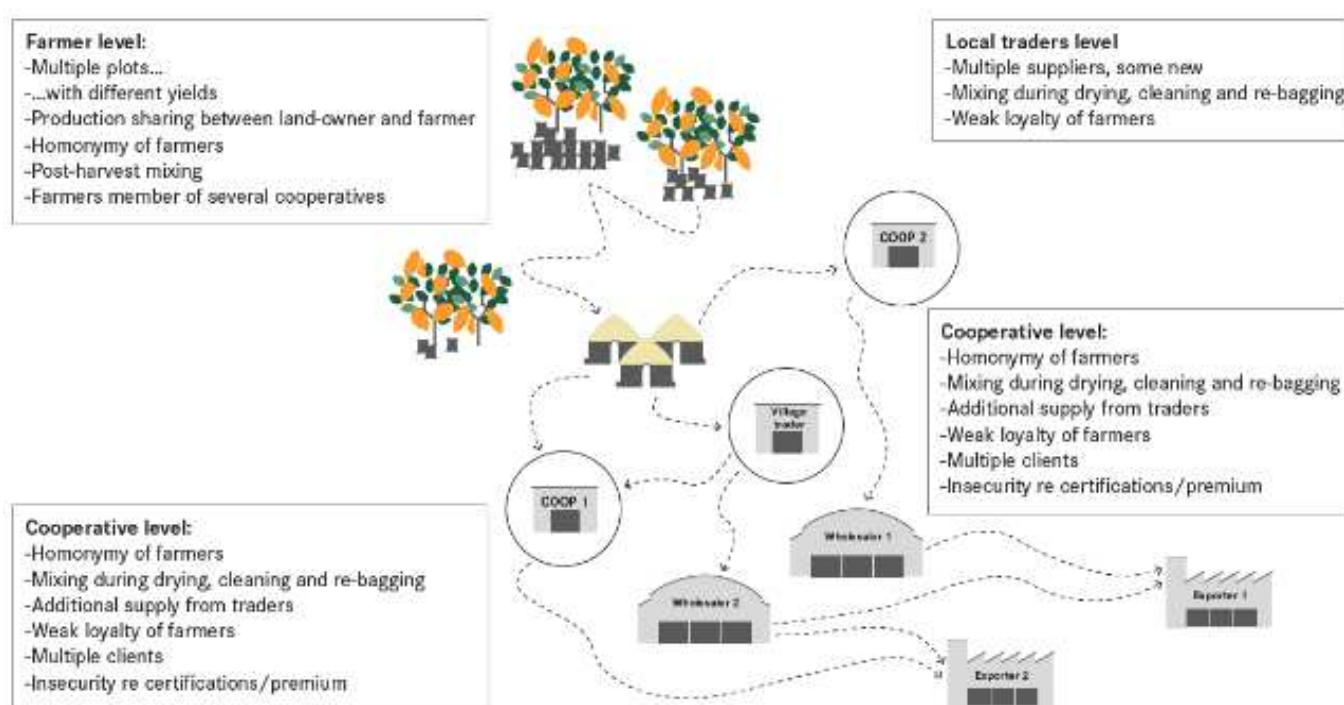 Farmer level:
-Multiple plots...
-...with different yields
-Production sharing between land-owner and farmer
-Homonymy of farmers
-Post-harvest mixing
-Farmers member of several cooperatives
Local traders level
-Multiple suppliers, some new
-Mixing during drying, cleaning and re-bagging
-Weak loyalty of farmers
COOP 2
Cooperative level:
-Homonymy of farmers
-Mixing during drying, cleaning and re-bagging
-Additional supply from traders
-Weak loyalty of farmers
-Multiple clients
-Insecurity re certifications/premium
Village
trader
COOP 1
Cooperative level:
-Homonymy of farmers
-Mixing during drying, cleaning and re-bagging
-Additional supply from traders
-Weak loyalty of farmers
-Multiple clients
-Insecurity re certifications/premium
Wholesaler 1
Wholesaler 2
Exporter 1
Exporter 2